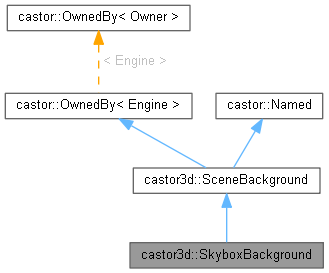 castor::OwnedBy< Owner >
< Engine >
castor::OwnedBy< Engine >
castor::Named
castor3d::SceneBackground
castor3d::SkyboxBackground